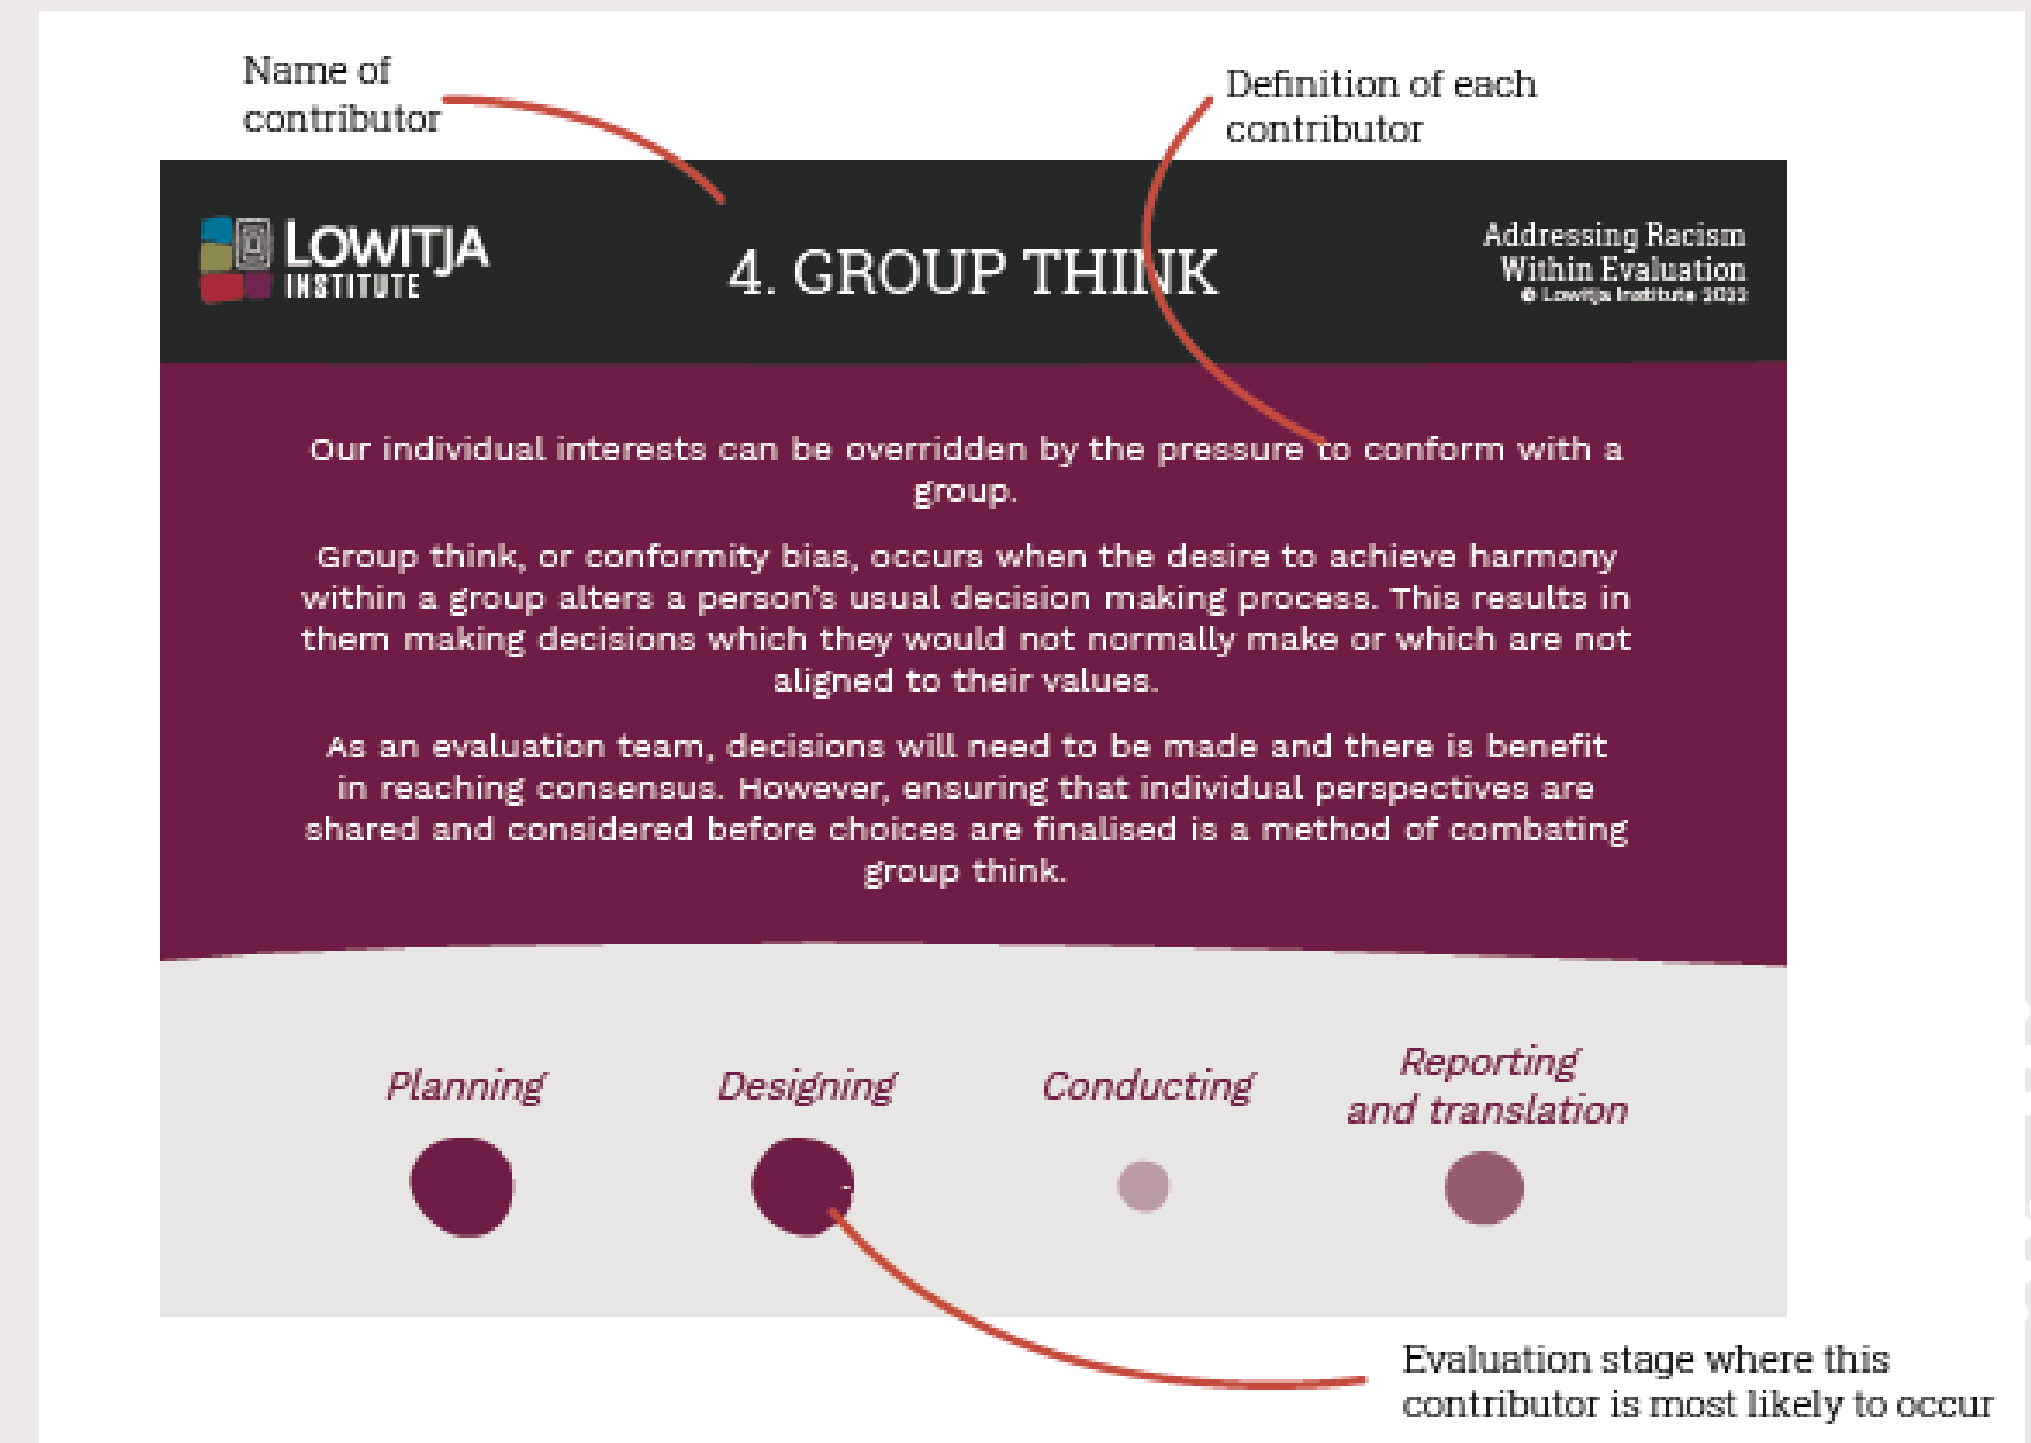 Name of
contributor
Definition of each
contributor
LOWITJA
INSTITUTE
4. GROUP THINK
Addressing Racism
Within Evaluation
© Lowitja Institute 2022
Our individual interests can be overridden by the pressure to conform with a
group.
Group think, or conformity bias, occurs when the desire to achieve harmony
within a group alters a person's usual decision making process. This results in
them making decisions which they would not normally make or which are not
aligned to their values.
As an evaluation team, decisions will need to be made and there is benefit
in reaching consensus. However, ensuring that individual perspectives are
shared and considered before choices are finalised is a method of combating
group think.
Planning
Designing
Conducting
Reporting
and translation
Evaluation stage where this
contributor is most likely to occur